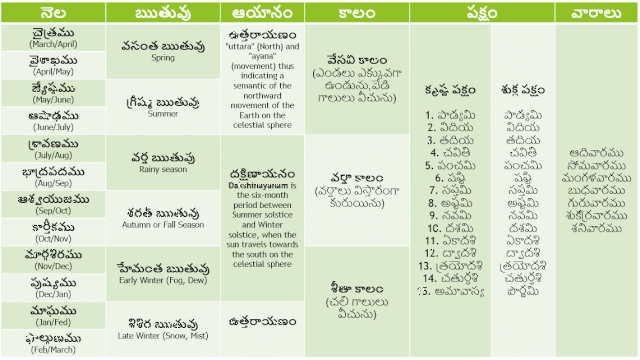 నెల
ఋతువు
ఆయానం
కాలం
పక్షం
వారాలు
చైత్రము
(March/April)
వైశాఖము
(April/May)
జ్యేష్ఠము
(May/June)
ఆషాఢము
(June/July)
శ్రావణము
(July/Aug)
భాద్రపదము
(Aug/Sep)
ఆశ్వయుజము
(Sep/Oct)
కార్తీకము
(Oct/Nov)
మార్గశిరము
(Nov/Dec)
పుష్యము
(Dec/Jan)
మాఘము
(Jan/Fed)
ఫాల్గుణము
(Feb/March)
వసంత ఋతువు
Spring
గ్రీష్మ ఋతువు
Summer
వర్ష ఋతువు
Rainy season
శరత్ ఋతువు
Autumn or Fall Season
హేమంత ఋతువు
Early Winter (Fog, Dew)
శిశిర ఋతువు
Late Winter (Snow, Mist)
ఉత్తరాయణం
"uttara" (North) and
"ayana"
(movement) thus
indicating a
semantic of the
northward
movement of the
Earth on the
celestial sphere
దక్షిణాయనం
Dakshinayanam is
the six-month
period between
Summer solstice
and Winter
solstice, when the
sun travels towards
the south on the
celestial sphere
ఉత్తరాయణం
వేసవి కాలం
(ఎండలు ఎక్కువగా
ఉండును,వేడి
గాలులు వీచును)
వర్షా కాలం
(వర్షాలు విస్తారంగా
కురుయిను)
శీతా కాలం
(చలి గాలులు
వీచును)
కృష్ణ పక్షం
1. పాడ్యమి
2. విదియ
3. తదియ
4. చవితి
5. పంచమి
6. షష్ఠి
7. సప్తమి
8. అష్టమి
9. నవమి
10. దశమి
11. ఏకాదశి
12. ద్వాదశి
13. త్రయోదశి
14. చతుర్దశి
15. అమావాస్య
శుక్ల పక్షం
పాడ్యమి
విదియ
తదియ
చవితి
పంచమి
షష్ఠి
సప్తమి
అష్టమి
నవమి
దశమి
ఏకాదశి
ద్వాదశి
త్రయోదశి
చతుర్దశి
పౌర్ణమి
ఆదివారము
సోమవారము
మంగళవారము
బుధవారము
గురువారము
శుక్రవారము
శనివారము